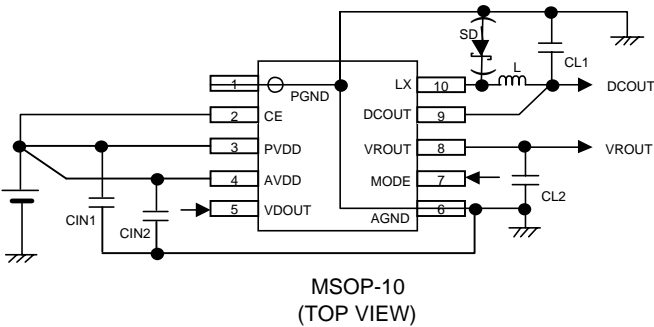 SD
CL1
L
DCOUT
1
PGND
LX
10
2
CE
DCOUT
9
3
PVDD
VROUT
8
VROUT
4
AVDD
MODE
7
CIN1
CIN2
5
VDOUT
AGND
6
CL2
MSOP-10
(TOP VIEW)